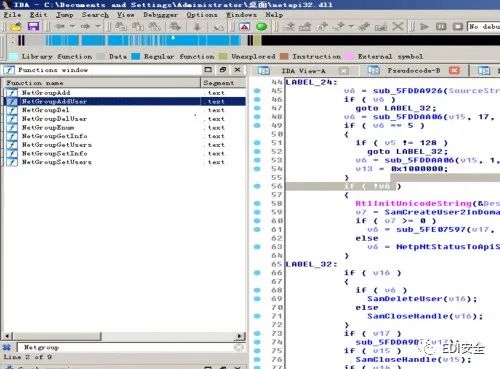 IDA - C:\Documents and Settings\Administrator\桌面\netapi32.dll
File Edit Jump Search View Debugger Options Windows Help
No debu
Library function Data Regular function Unexplored Instruction External symbol
Functions window
IDA View-A Pseudocode-B
Function name Segment
NetGroupAdd .text
NetGroupAddUser .text
NetGroupDel .text
NetGroupDelUser .text
NetGroupEnum .text
NetGroupGetInfo .text
NetGroupGetUsers .text
NetGroupSetInfo .text
NetGroupSetUsers .text
Netgroup
Line 2 of 9
44 LABEL_24:
45 v6 = sub_5FDDA926(SourceStri
46 if ( v6 )
47 goto LABEL_32;
48 v6 = sub_5FDDAA06(v15, 17,
49 if ( v6 == 5 )
50 {
51 if ( v5 != 128 )
52 goto LABEL_32;
53 v6 = sub_5FDDAA06(v15, 1,
54 v13 = 0x1000000;
55 }
56 if ( !v6 )
57 {
58 RtlInitUnicodeString(&Des
59 v7 = SamCreateUser2InDoma
60 if ( v7 >= 0 )
61 v6 = sub_5FE07597(v17,
62 else
63 v6 = NetpNtStatusToApiS
64 }
65 LABEL_32:
66 if ( v16 )
67 {
68 if ( v6 )
69 SamDeleteUser(v16);
70 else
71 SamCloseHandle(v16);
72 }
73 if ( v17 )
74
75 if ( v15 )
76 SamCloseHandle(v15);
77
EDI安全